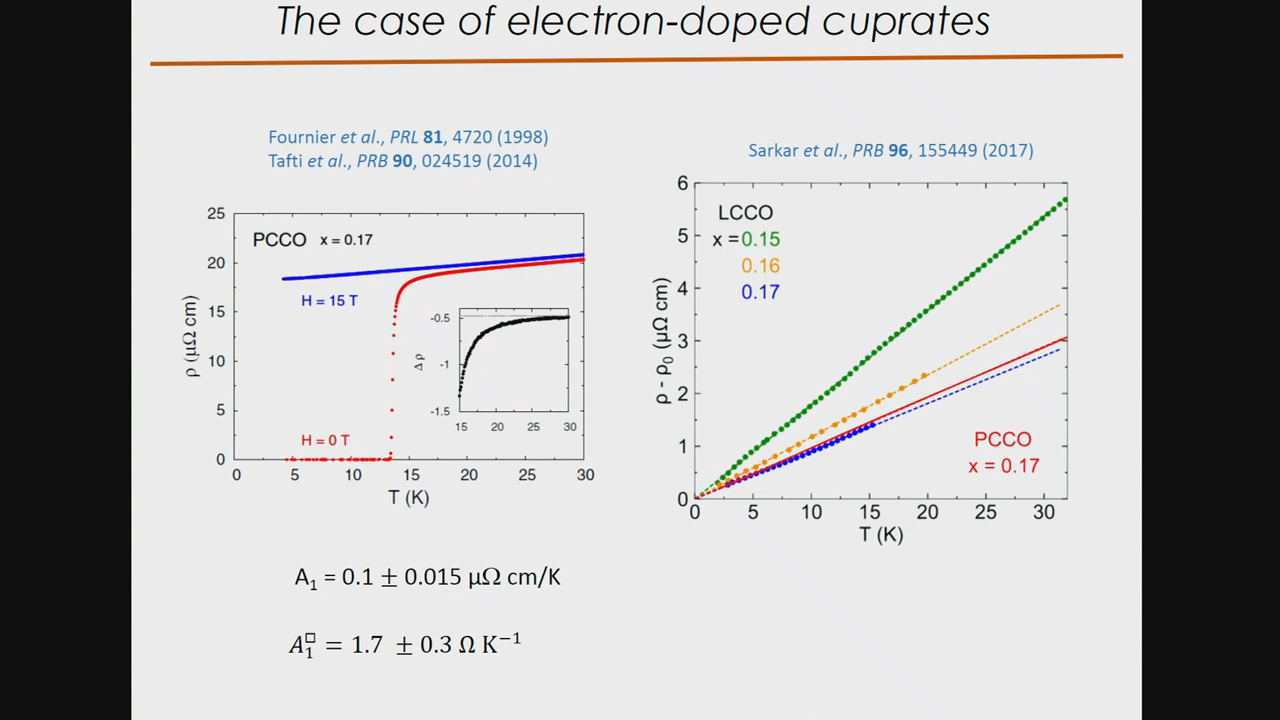 The case of electron-doped cuprates
Fournier et al., PRL 81, 4720 (1998)
Tafti et al., PRB 90, 024519 (2014)
25
20
15
10
5
0
ρ (μΩ cm)
PCCO x = 0.17
H = 15 T
H = 0 T
-0.5
-1
-1.5
Δ ρ
15 20 25 30
0 5 10 15 20 25 30
T (K)
A₁ = 0.1 ± 0.015 μΩ cm/K
A₁□ = 1.7 ± 0.3 Ω K⁻¹
Sarkar et al., PRB 96, 155449 (2017)
6
5
4
3
2
1
0
ρ - ρ₀ (μΩ cm)
LCCO
x = 0.15
0.16
0.17
PCCO
x = 0.17
0 5 10 15 20 25 30
T (K)